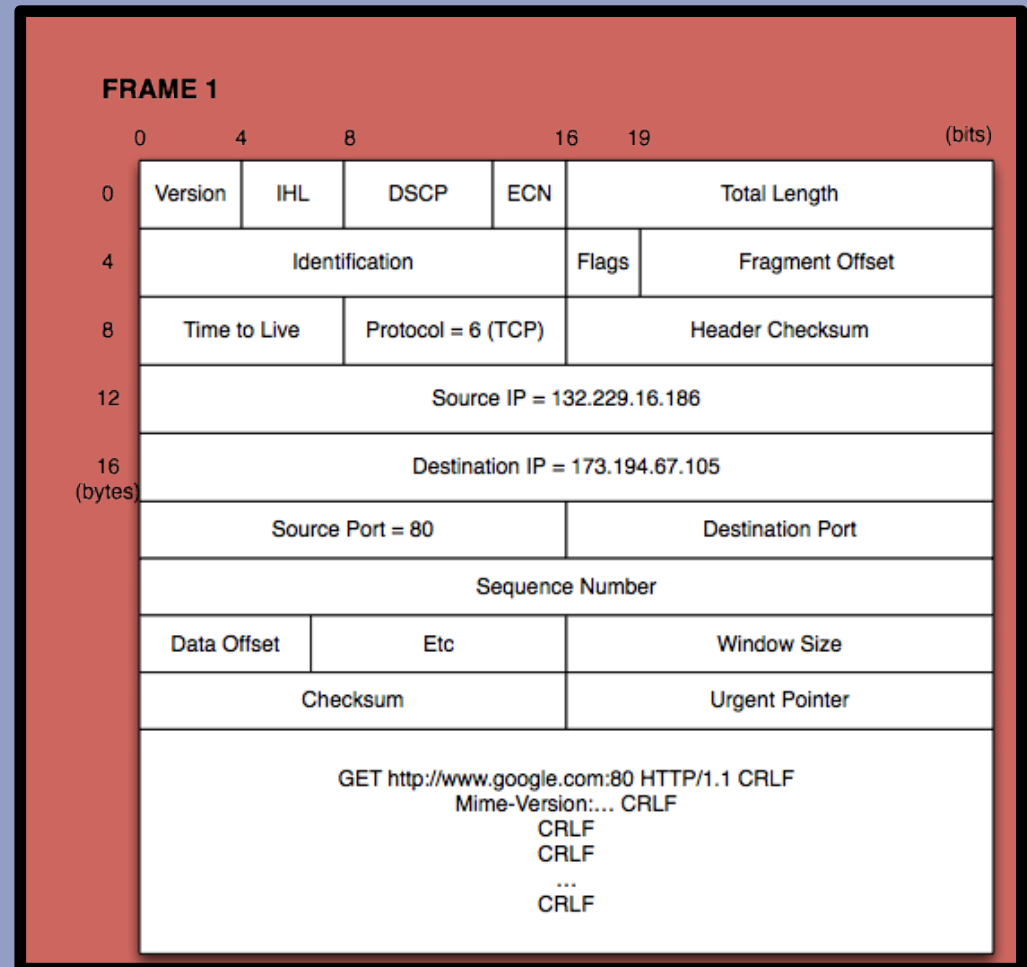 FRAME 1
0 4 8 16 19 (bits)
0 Version IHL DSCP ECN Total Length
4 Identification Flags Fragment Offset
8 Time to Live Protocol = 6 (TCP) Header Checksum
12 Source IP = 132.229.16.186
16 Destination IP = 173.194.67.105
(bytes)
Source Port = 80 Destination Port
Sequence Number
Data Offset Etc Window Size
Checksum Urgent Pointer
GET http://www.google.com:80 HTTP/1.1 CRLF
Mime-Version:... CRLF
CRLF
CRLF
...
CRLF